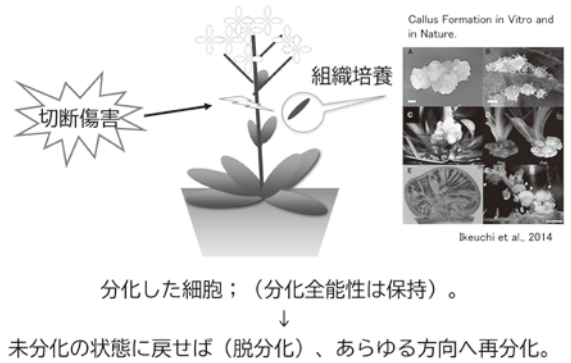 Callus Formation in Vitro and
in Nature.
組織培養
切断傷害
A
B
C
D
E
Ikeuchi et al., 2014
分化した細胞；（分化全能性は保持）。
↓
未分化の状態に戻せば（脱分化）、あらゆる方向へ再分化。